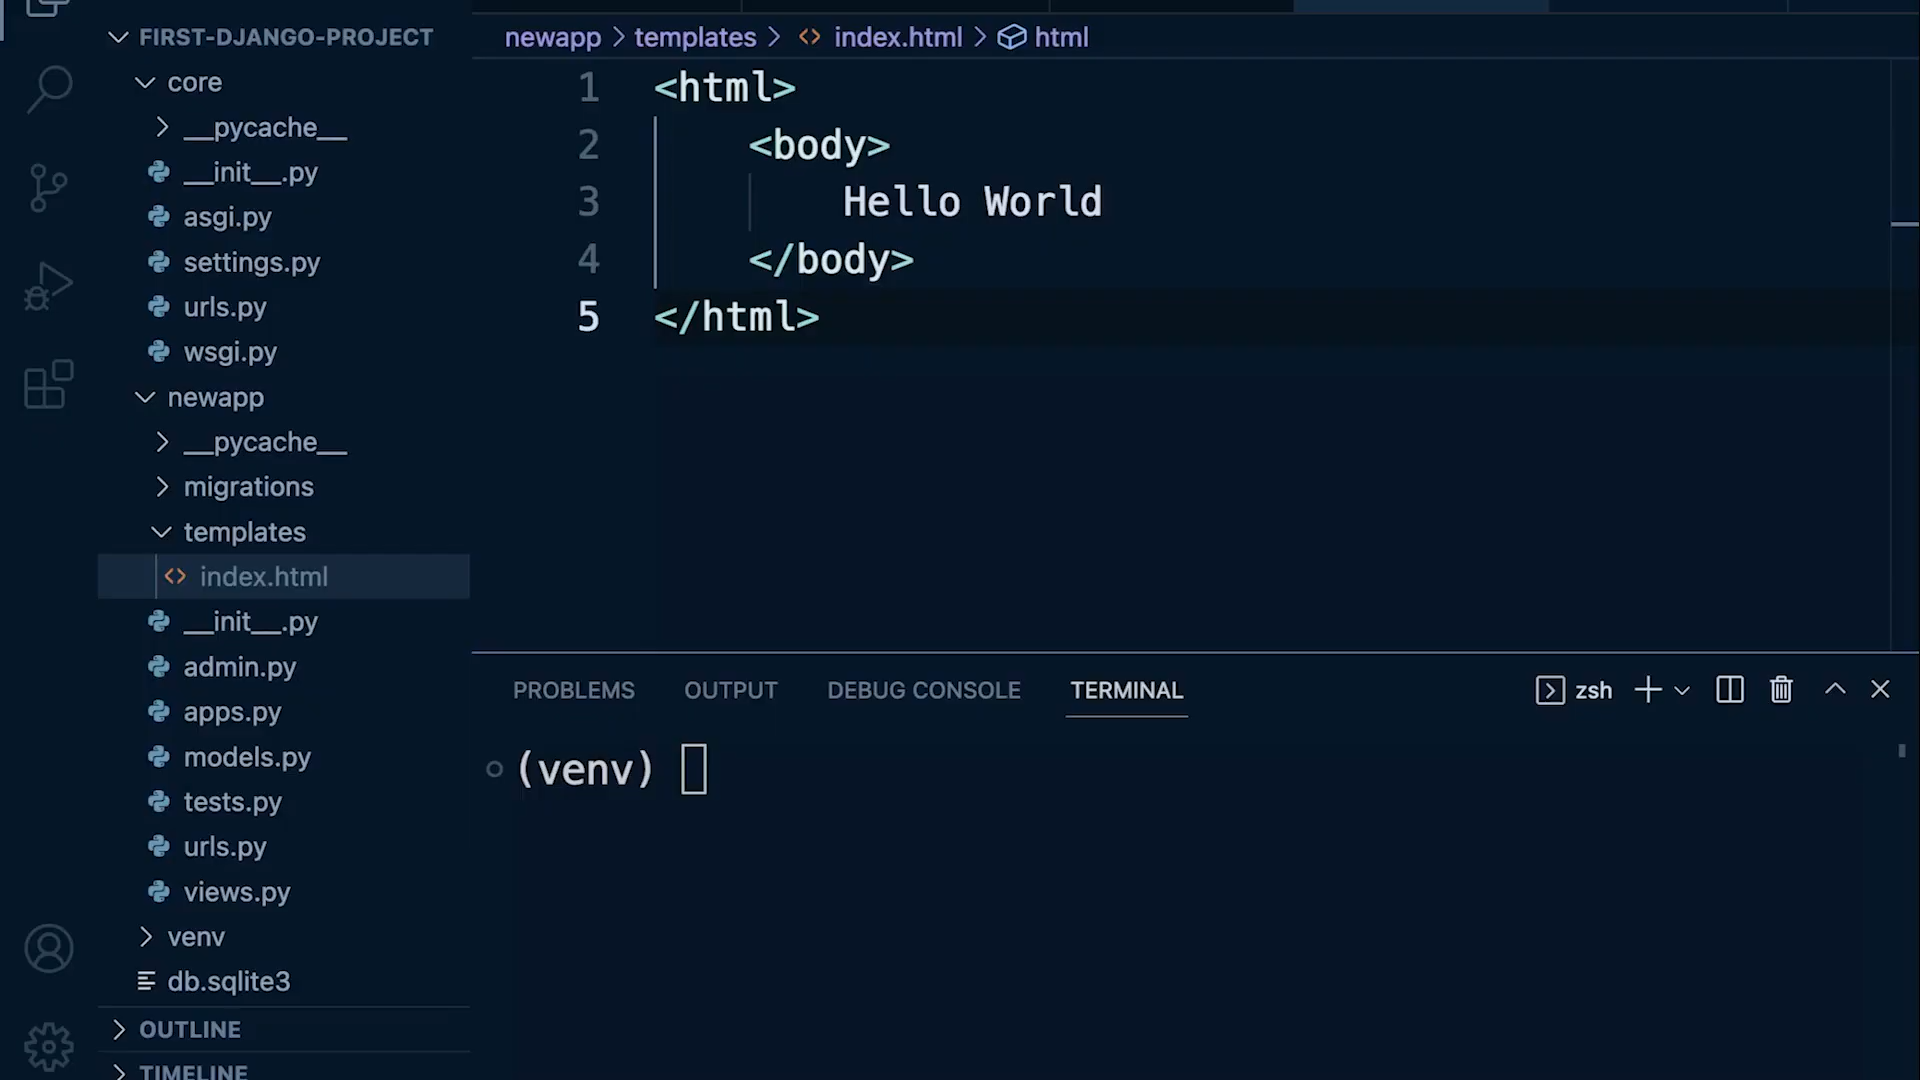 FIRST-DJANGO-PROJECT
core
__pycache__
__init__.py
asgi.py
settings.py
urls.py
wsgi.py
newapp
__pycache__
migrations
templates
index.html
__init__.py
admin.py
apps.py
models.py
tests.py
urls.py
views.py
venv
db.sqlite3
OUTLINE
TIMELINE
newapp > templates > <> index.html > html
1 <html>
2 <body>
3 Hello World
4 </body>
5 </html>
PROBLEMS OUTPUT DEBUG CONSOLE TERMINAL zsh
(venv)